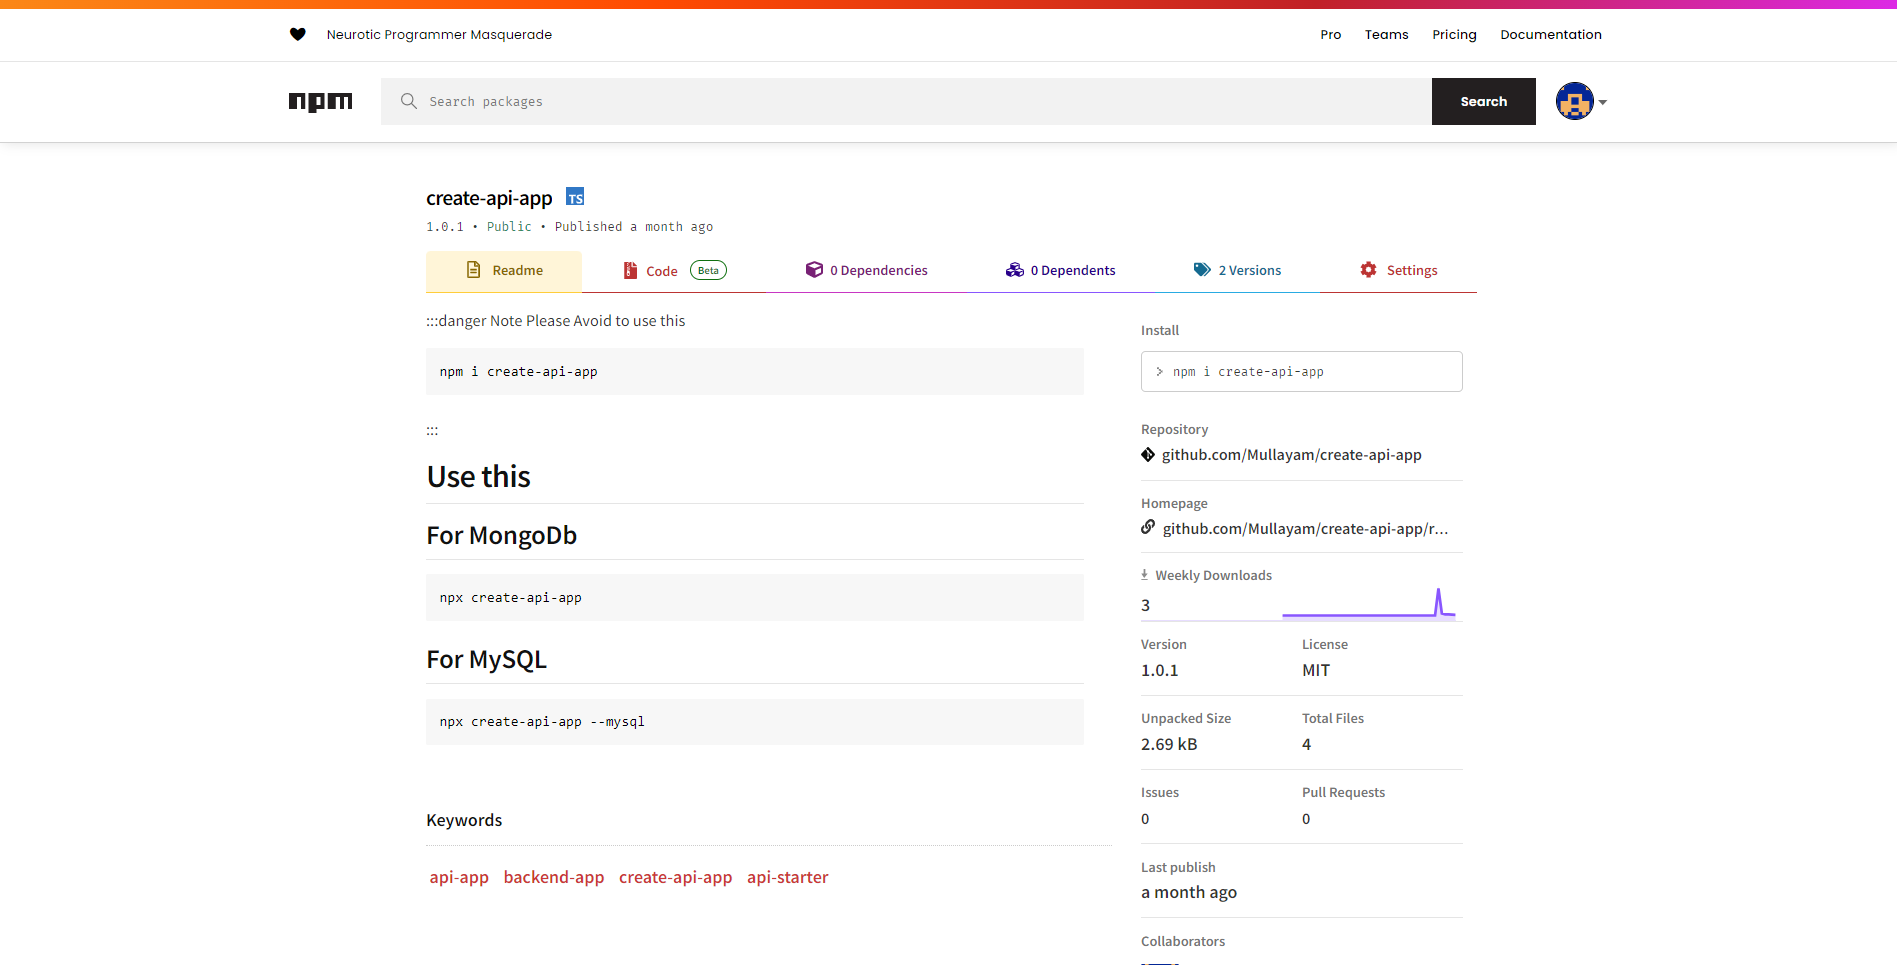 Neurotic Programmer Masquerade
Pro Teams Pricing Documentation
npm
Search packages
Search
create-api-app TS
1.0.1 • Public • Published a month ago
Readme
Code Beta
0 Dependencies
0 Dependents
2 Versions
Settings
:::danger Note Please Avoid to use this
npm i create-api-app
:::
Use this
For MongoDb
npx create-api-app
For MySQL
npx create-api-app --mysql
Keywords
api-app backend-app create-api-app api-starter
Install
> npm i create-api-app
Repository
github.com/Mullayam/create-api-app
Homepage
github.com/Mullayam/create-api-app/r...
Weekly Downloads
3
Version License
1.0.1 MIT
Unpacked Size Total Files
2.69 kB 4
Issues Pull Requests
0 0
Last publish
a month ago
Collaborators